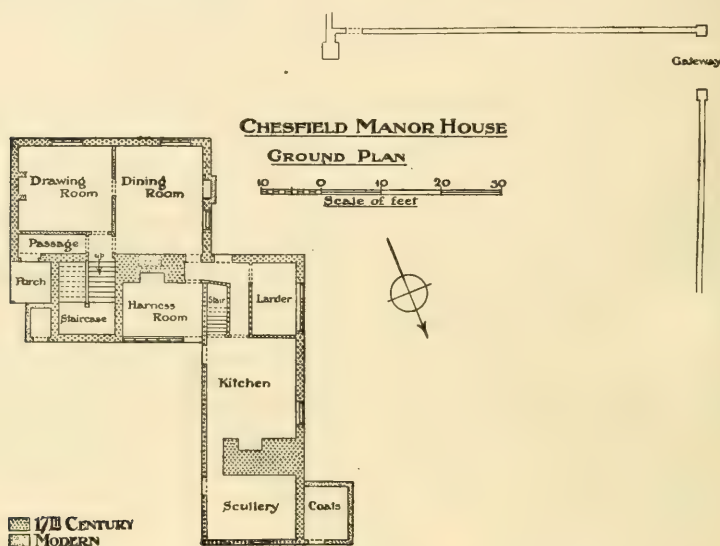 Gateway
CHESFIELD MANOR HOUSE
GROUND PLAN
10 0 10 20 30
Scale of feet
Drawing
Room
Dining
Room
Passage
up
Porch
Staircase
Harness
Room
Stair
Larder
Kitchen
Scullery
Coals
17TH CENTURY
MODERN